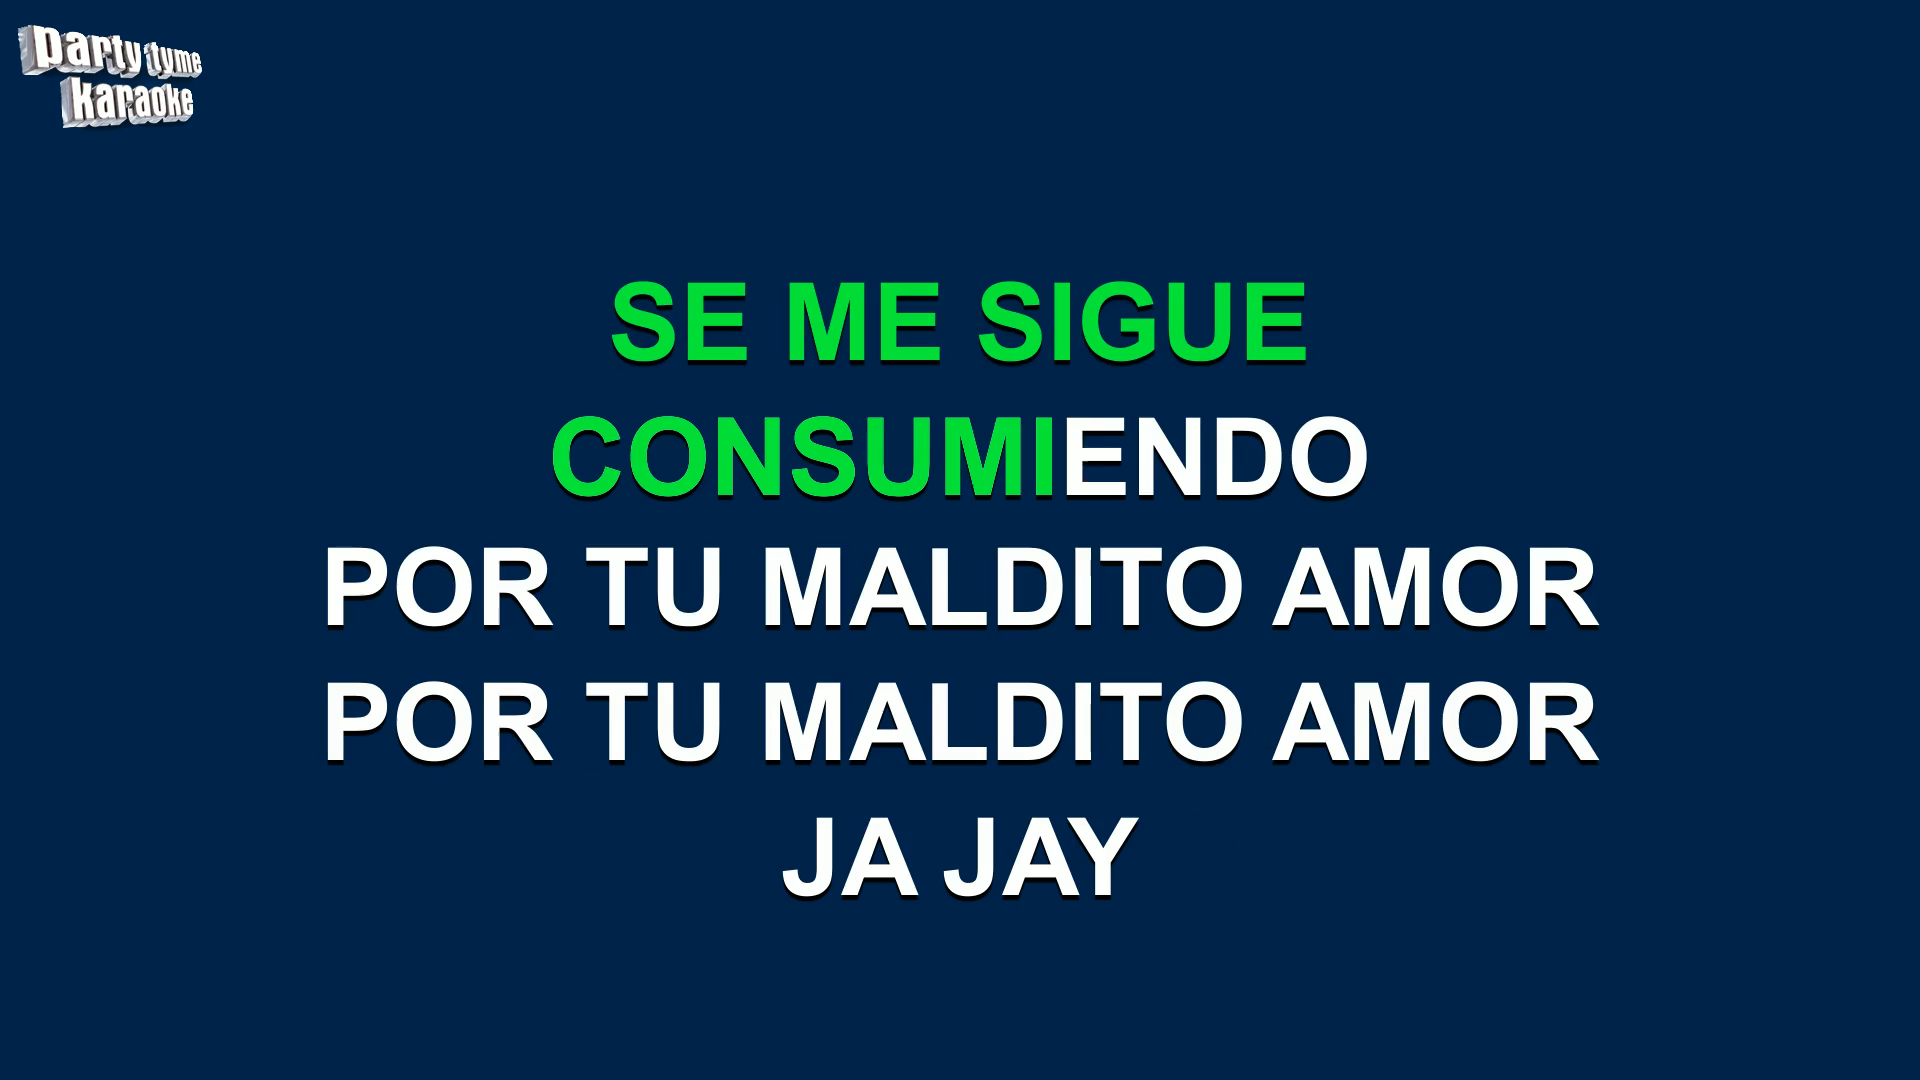 party tyme
karaoke
SE ME SIGUE
CONSUMIENDO
POR TU MALDITO AMOR
POR TU MALDITO AMOR
JA JAY